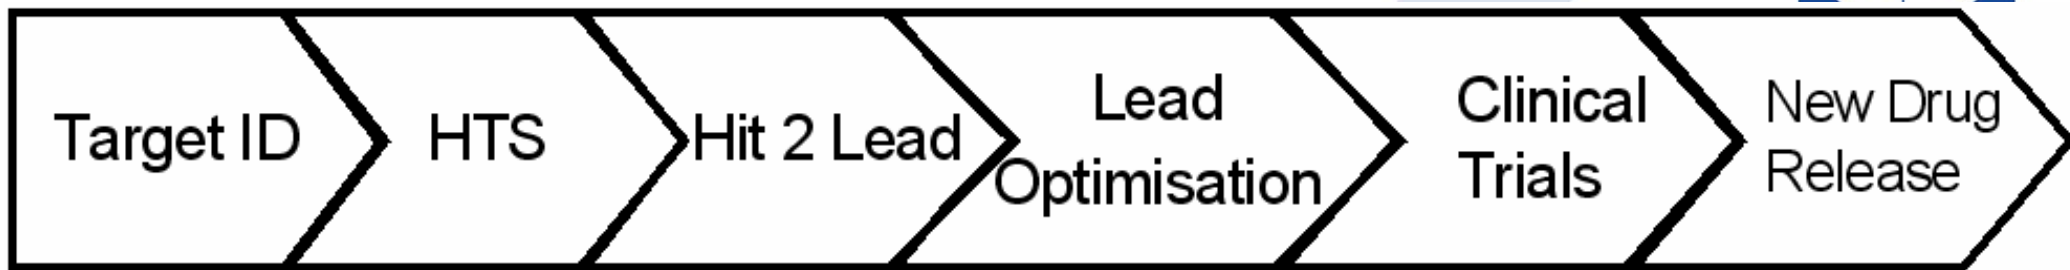 Target ID
HTS
Hit 2 Lead
Lead
Optimisation
Clinical
Trials
New Drug
Release